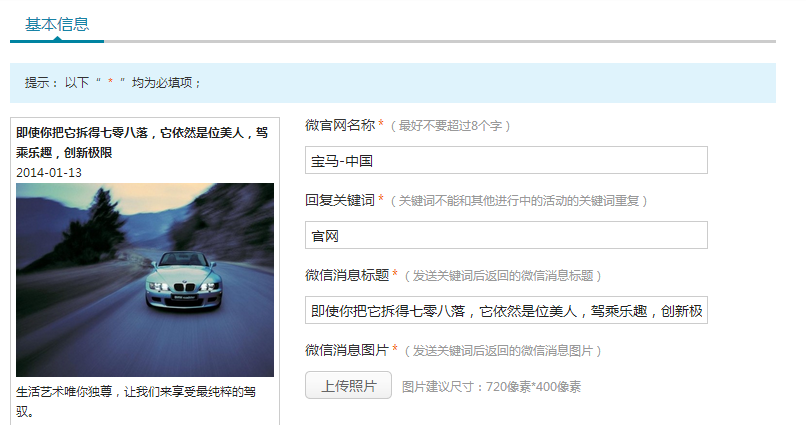 基本信息
提示： 以下 “ * ” 均为必填项；
即使你把它拆得七零八落，它依然是位美人，驾
乘乐趣，创新极限
2014-01-13
生活艺术唯你独尊，让我们来享受最纯粹的驾
驭。
微官网名称 *（ 最好不要超过8个字 ）
宝马-中国
回复关键词 *（ 关键词不能和其他进行中的活动的关键词重复 ）
官网
微信消息标题 *（ 发送关键词后返回的微信消息标题 ）
即使你把它拆得七零八落，它依然是位美人，驾乘乐趣，创新极
微信消息图片 *（ 发送关键词后返回的微信消息图片 ）
上传照片 图片建议尺寸：720像素*400像素